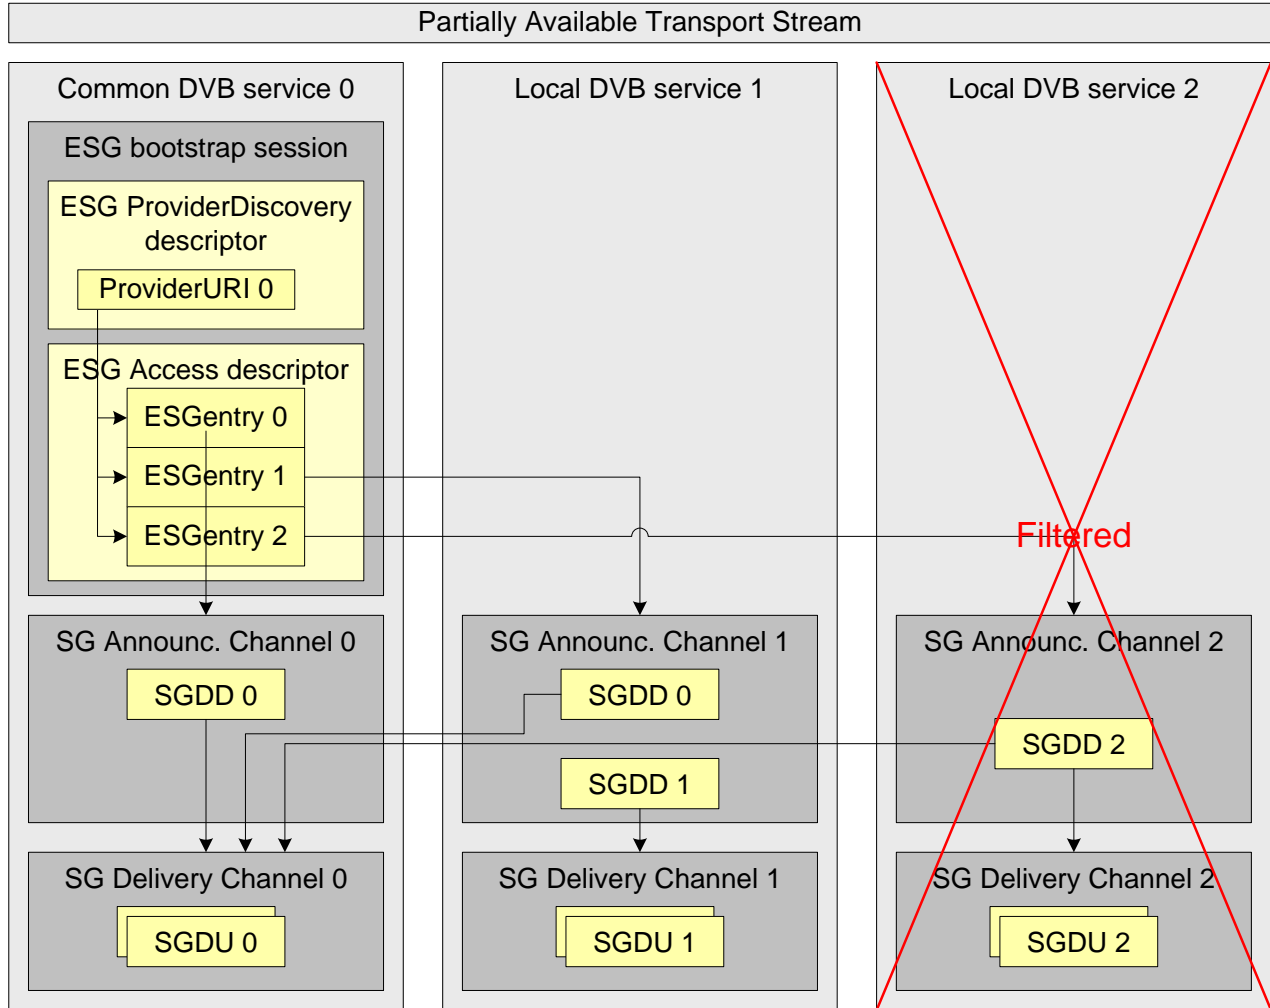 Partially Available Transport Stream
Common DVB service 0
ESG bootstrap session
ESG ProviderDiscovery
descriptor
ProviderURI 0
ESG Access descriptor
ESGentry 0
ESGentry 1
ESGentry 2
SG Announc. Channel 0
SGDD 0
SG Delivery Channel 0
SGDU 0
Local DVB service 1
SG Announc. Channel 1
SGDD 0
SGDD 1
SG Delivery Channel 1
SGDU 1
Local DVB service 2
Filtered
SG Announc. Channel 2
SGDD 2
SG Delivery Channel 2
SGDU 2